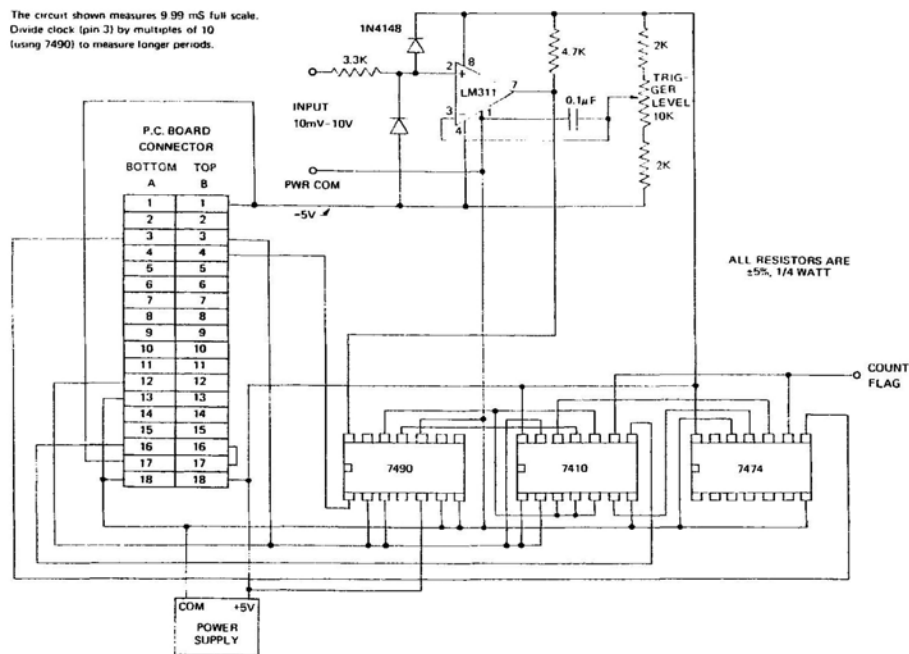 The circuit shown measures 9.99 mS full scale.
Divide clock (pin 3) by multiples of 10
(using 7490) to measure longer periods.
1N4148
3.3K
4.7K
2K
TRIG-
GER
LEVEL
10K
2K
8
2
+
LM311
7
3
4
1
0.1µF
INPUT
10mV–10V
PWR COM
–5V
P.C. BOARD
CONNECTOR
BOTTOM TOP
A B
1 1
2 2
3 3
4 4
5 5
6 6
7 7
8 8
9 9
10 10
11 11
12 12
13 13
14 14
15 15
16 16
17 17
18 18
ALL RESISTORS ARE
±5%, 1/4 WATT
COUNT
FLAG
7490
7410
7474
COM +5V
POWER
SUPPLY